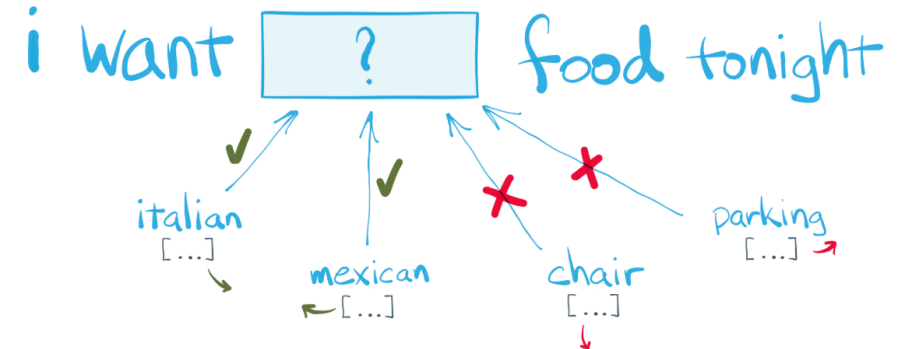 i want ? food tonight
italian
[...]
mexican
[...]
chair
[...]
parking
[...]